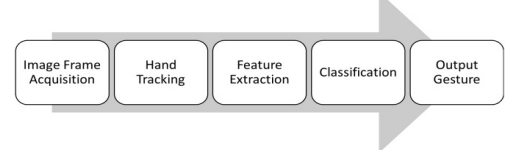 Image Frame
Acquisition
Hand
Tracking
Feature
Extraction
Classification
Output
Gesture